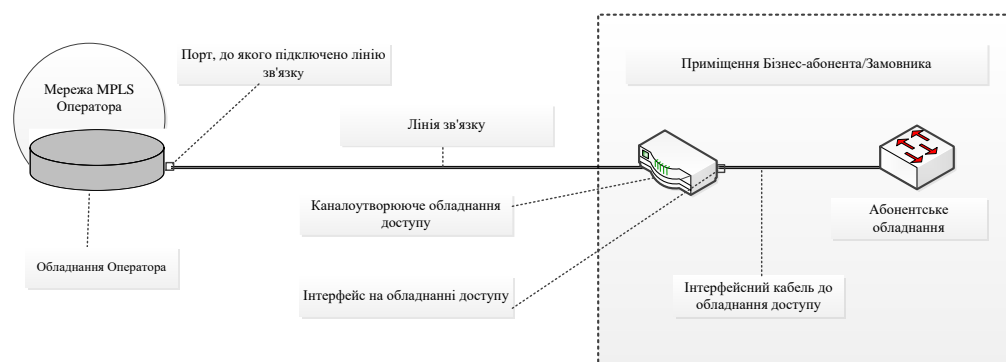 Порт, до якого підключено лінію
зв'язку
Приміщення Бізнес-абонента/Замовника
Мережа MPLS
Оператора
Лінія зв'язку
Каналоутворююче обладнання
доступу
Абонентське
обладнання
Обладнання Оператора
Інтерфейс на обладнанні доступу
Інтерфейсний кабель до
обладнання доступу